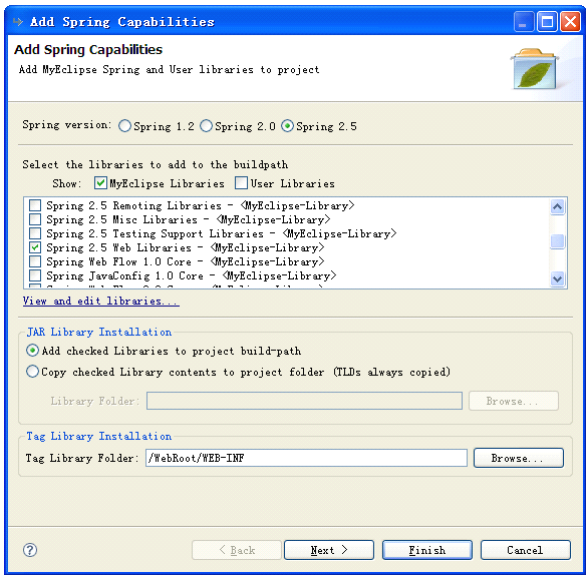 Add Spring Capabilities
Add Spring Capabilities
Add MyEclipse Spring and User libraries to project
Spring version: Spring 1.2 Spring 2.0 Spring 2.5
Select the libraries to add to the buildpath
Show: MyEclipse Libraries User Libraries
Spring 2.5 Remoting Libraries - <MyEclipse-Library>
Spring 2.5 Misc Libraries - <MyEclipse-Library>
Spring 2.5 Testing Support Libraries - <MyEclipse-Library>
Spring 2.5 Web Libraries - <MyEclipse-Library>
Spring Web Flow 1.0 Core - <MyEclipse-Library>
Spring JavaConfig 1.0 Core - <MyEclipse-Library>
View and edit libraries...
JAR Library Installation
Add checked Libraries to project build-path
Copy checked Library contents to project folder (TLDs always copied)
Library Folder: Browse...
Tag Library Installation
Tag Library Folder: /WebRoot/WEB-INF Browse...
< Back Next > Finish Cancel